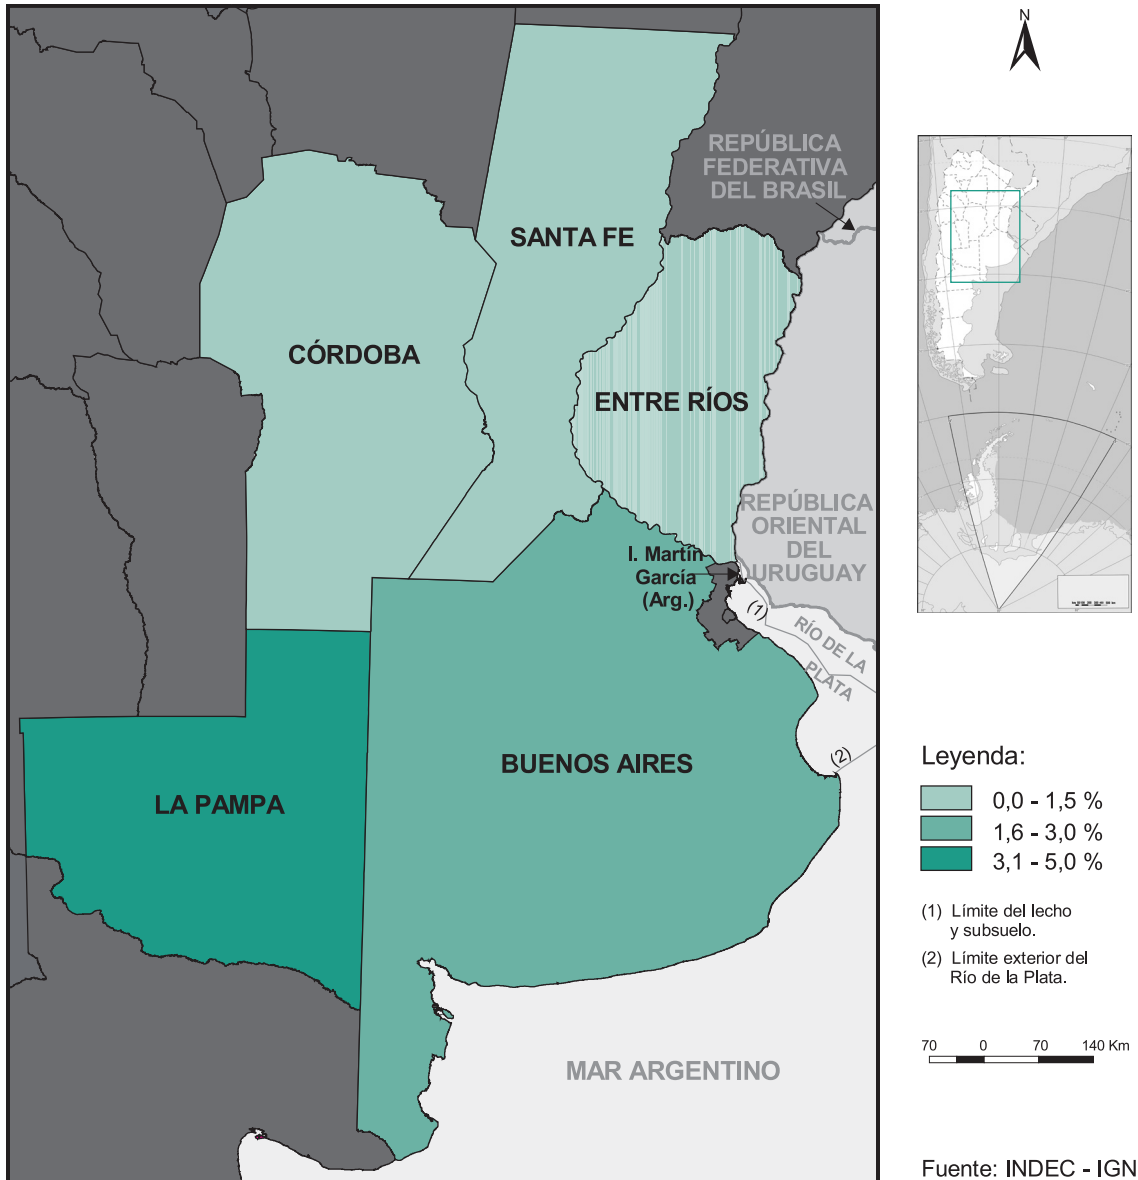 N
REPÚBLICA
FEDERATIVA
DEL BRASIL
SANTA FE
CÓRDOBA
ENTRE RÍOS
REPÚBLICA
ORIENTAL
DEL
URUGUAY
I. Martín
García
(Arg.)
(1)
RÍO DE LA
PLATA
(2)
BUENOS AIRES
LA PAMPA
MAR ARGENTINO
Leyenda:
0,0 - 1,5 %
1,6 - 3,0 %
3,1 - 5,0 %
(1) Límite del lecho
y subsuelo.
(2) Límite exterior del
Río de la Plata.
70 0 70 140 Km
Fuente: INDEC - IGN